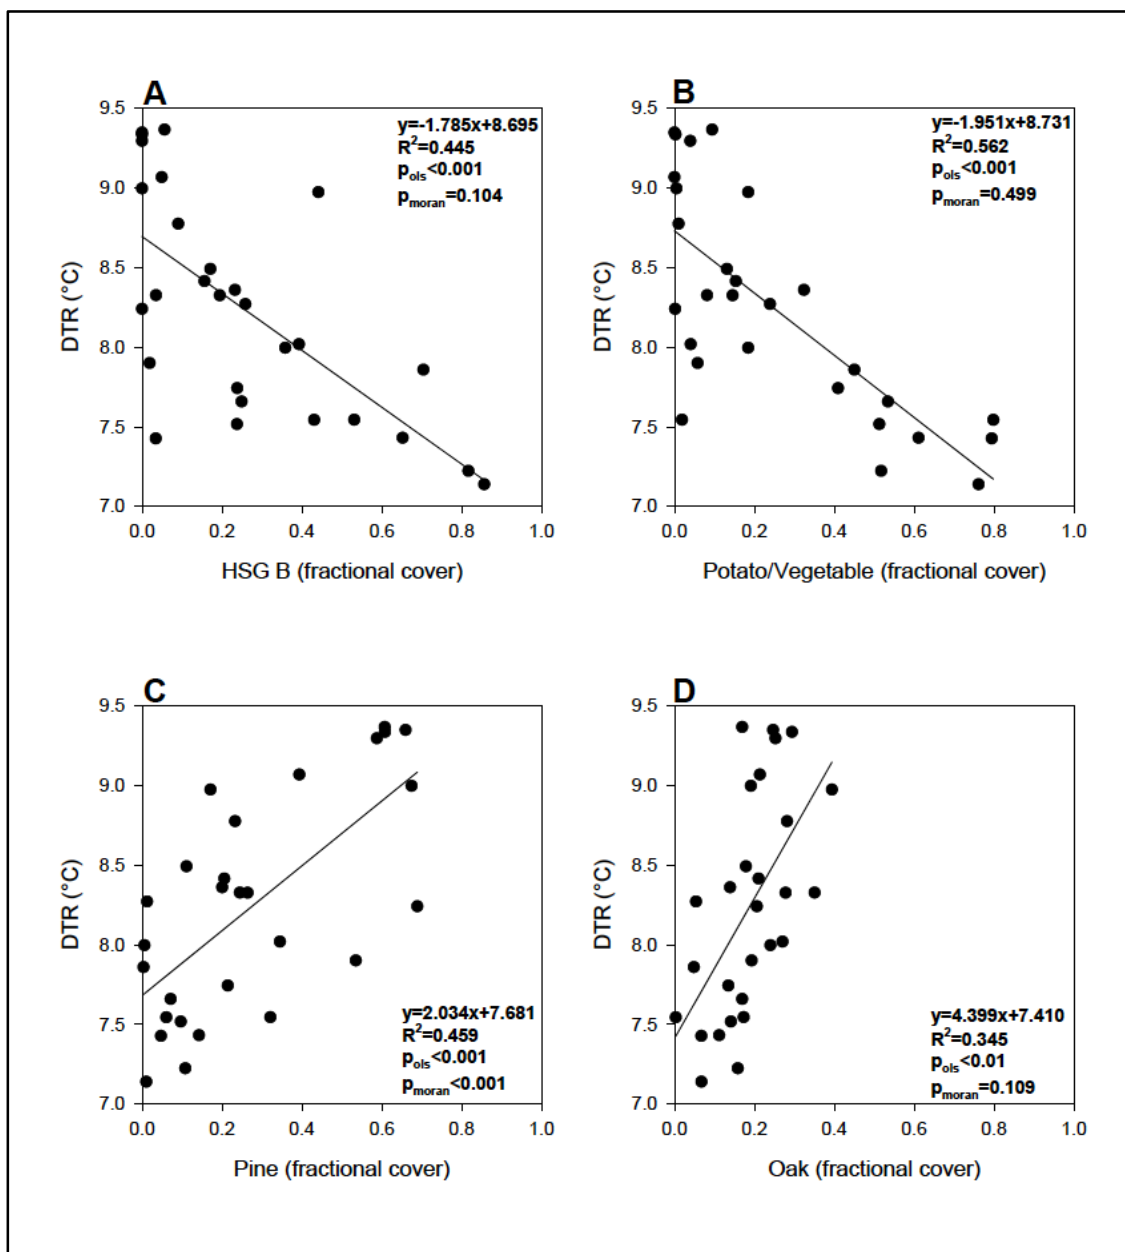 A
y=-1.785x+8.695
R²=0.445
p_ols<0.001
p_moran=0.104
9.5
9.0
8.5
8.0
7.5
7.0
DTR (°C)
0.0 0.2 0.4 0.6 0.8 1.0
HSG B (fractional cover)
B
y=-1.951x+8.731
R²=0.562
p_ols<0.001
p_moran=0.499
9.5
9.0
8.5
8.0
7.5
7.0
DTR (°C)
0.0 0.2 0.4 0.6 0.8 1.0
Potato/Vegetable (fractional cover)
C
9.5
9.0
8.5
8.0
7.5
7.0
DTR (°C)
y=2.034x+7.681
R²=0.459
p_ols<0.001
p_moran<0.001
0.0 0.2 0.4 0.6 0.8 1.0
Pine (fractional cover)
D
9.5
9.0
8.5
8.0
7.5
7.0
DTR (°C)
y=4.399x+7.410
R²=0.345
p_ols<0.01
p_moran=0.109
0.0 0.2 0.4 0.6 0.8 1.0
Oak (fractional cover)